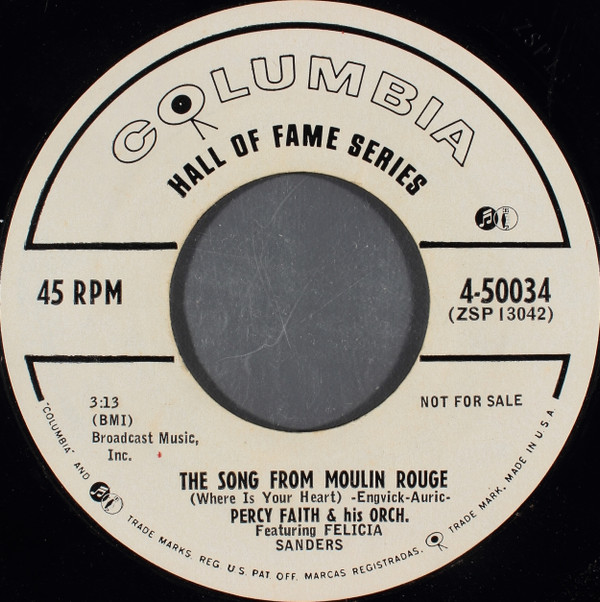 COLUMBIA
HALL OF FAME SERIES
45 RPM
4-50034
(ZSP 13042)
3:13
(BMI)
Broadcast Music,
Inc.
NOT FOR SALE
THE SONG FROM MOULIN ROUGE
(Where Is Your Heart) -Engvick-Auric-
PERCY FAITH & his ORCH.
Featuring FELICIA
SANDERS
"COLUMBIA" AND TRADE MARKS. REG. U.S. PAT. OFF. MARCAS REGISTRADAS. TRADE MARK. MADE IN U.S.A.